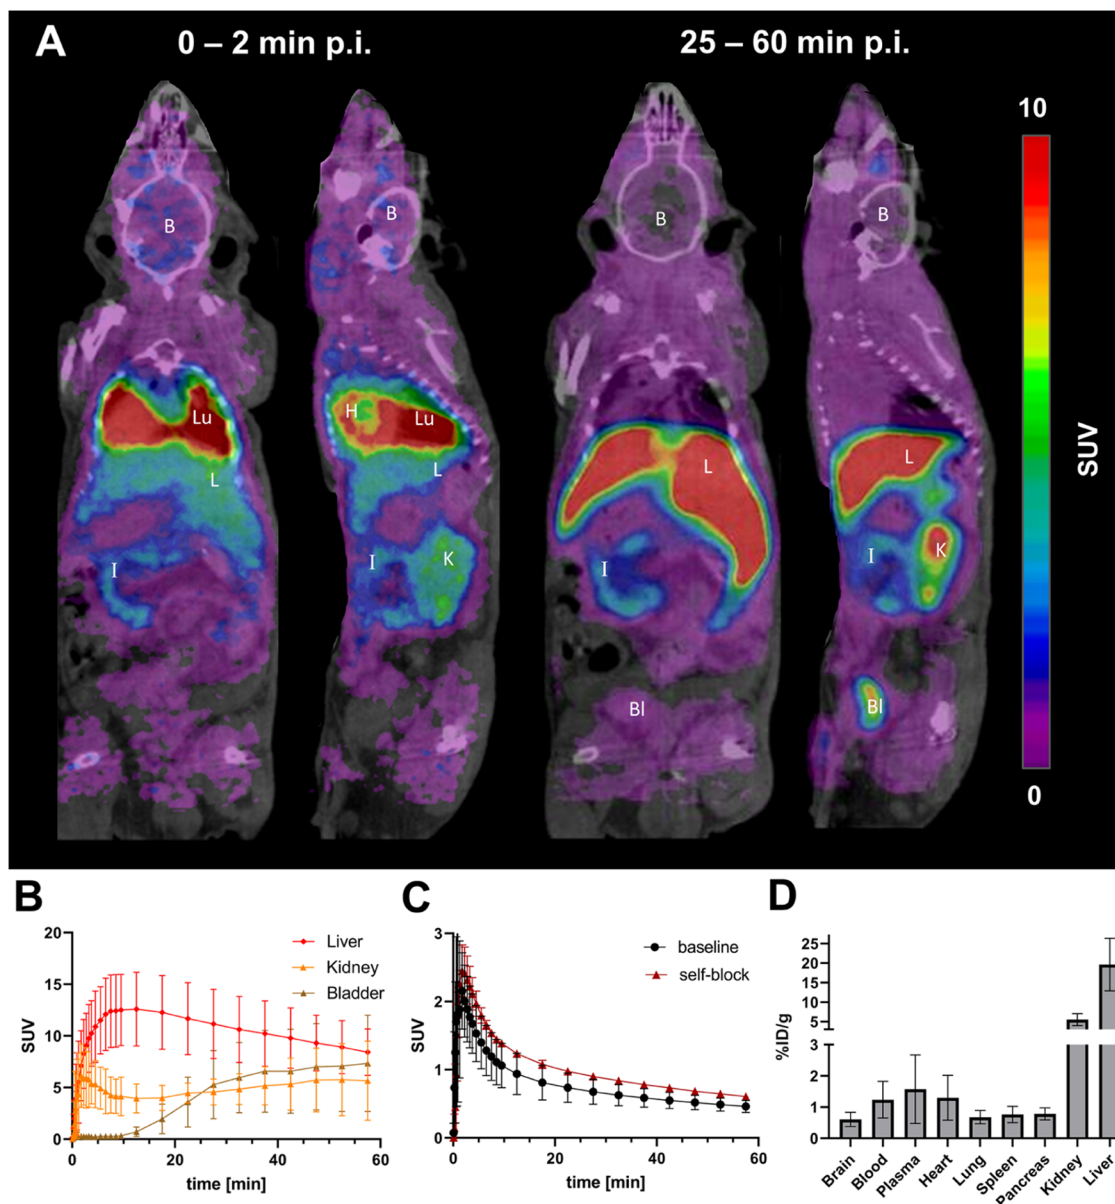 A
0 – 2 min p.i.
25 – 60 min p.i.
10
B
B
B
B
Lu
H
Lu
L
L
L
L
I
I
K
I
I
K
Bl
Bl
SUV
0
B
20
15
10
5
0
SUV
0
20
40
60
time [min]
Liver
Kidney
Bladder
C
3
2
1
0
SUV
0
20
40
60
time [min]
baseline
self-block
D
25
20
15
10
5
3
2
1
0
%ID/g
Brain
Blood
Plasma
Heart
Lung
Spleen
Pancreas
Kidney
Liver